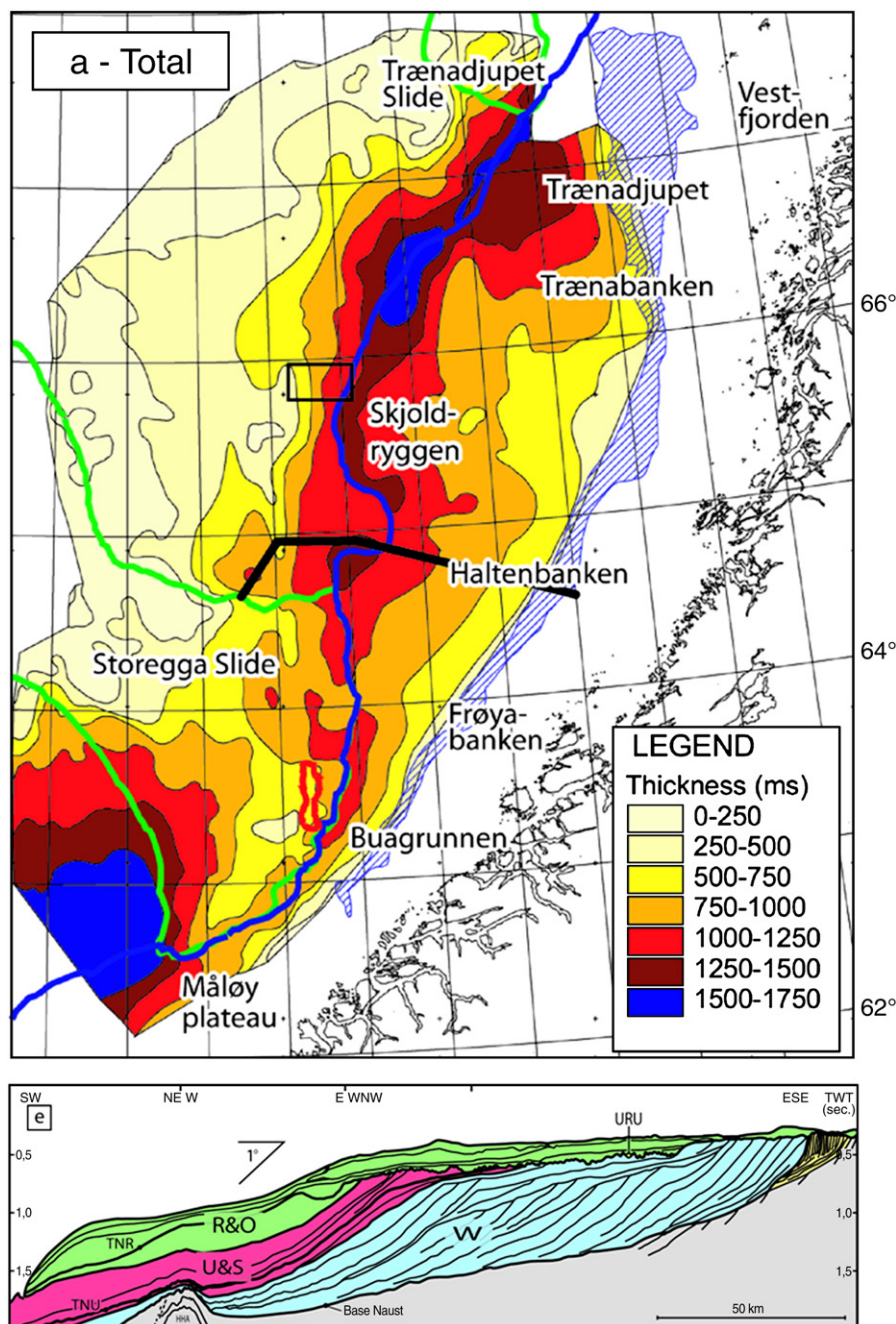 a - Total
Trænadjupet
Slide
Vest-
fjorden
Trænadjupet
Trænabanken
66°
Skjold-
ryggen
Haltenbanken
64°
Storegga Slide
Frøya-
banken
Buagrunnen
Måløy
plateau
62°
LEGEND
Thickness (ms)
0-250
250-500
500-750
750-1000
1000-1250
1250-1500
1500-1750
SW
NE W
E WNW
ESE
TWT
(sec.)
e
1°
URU
0,5
0,5
R&O
W
1,0
1,0
TNR
U&S
1,5
1,5
TNU
HHA
Base Naust
50 km